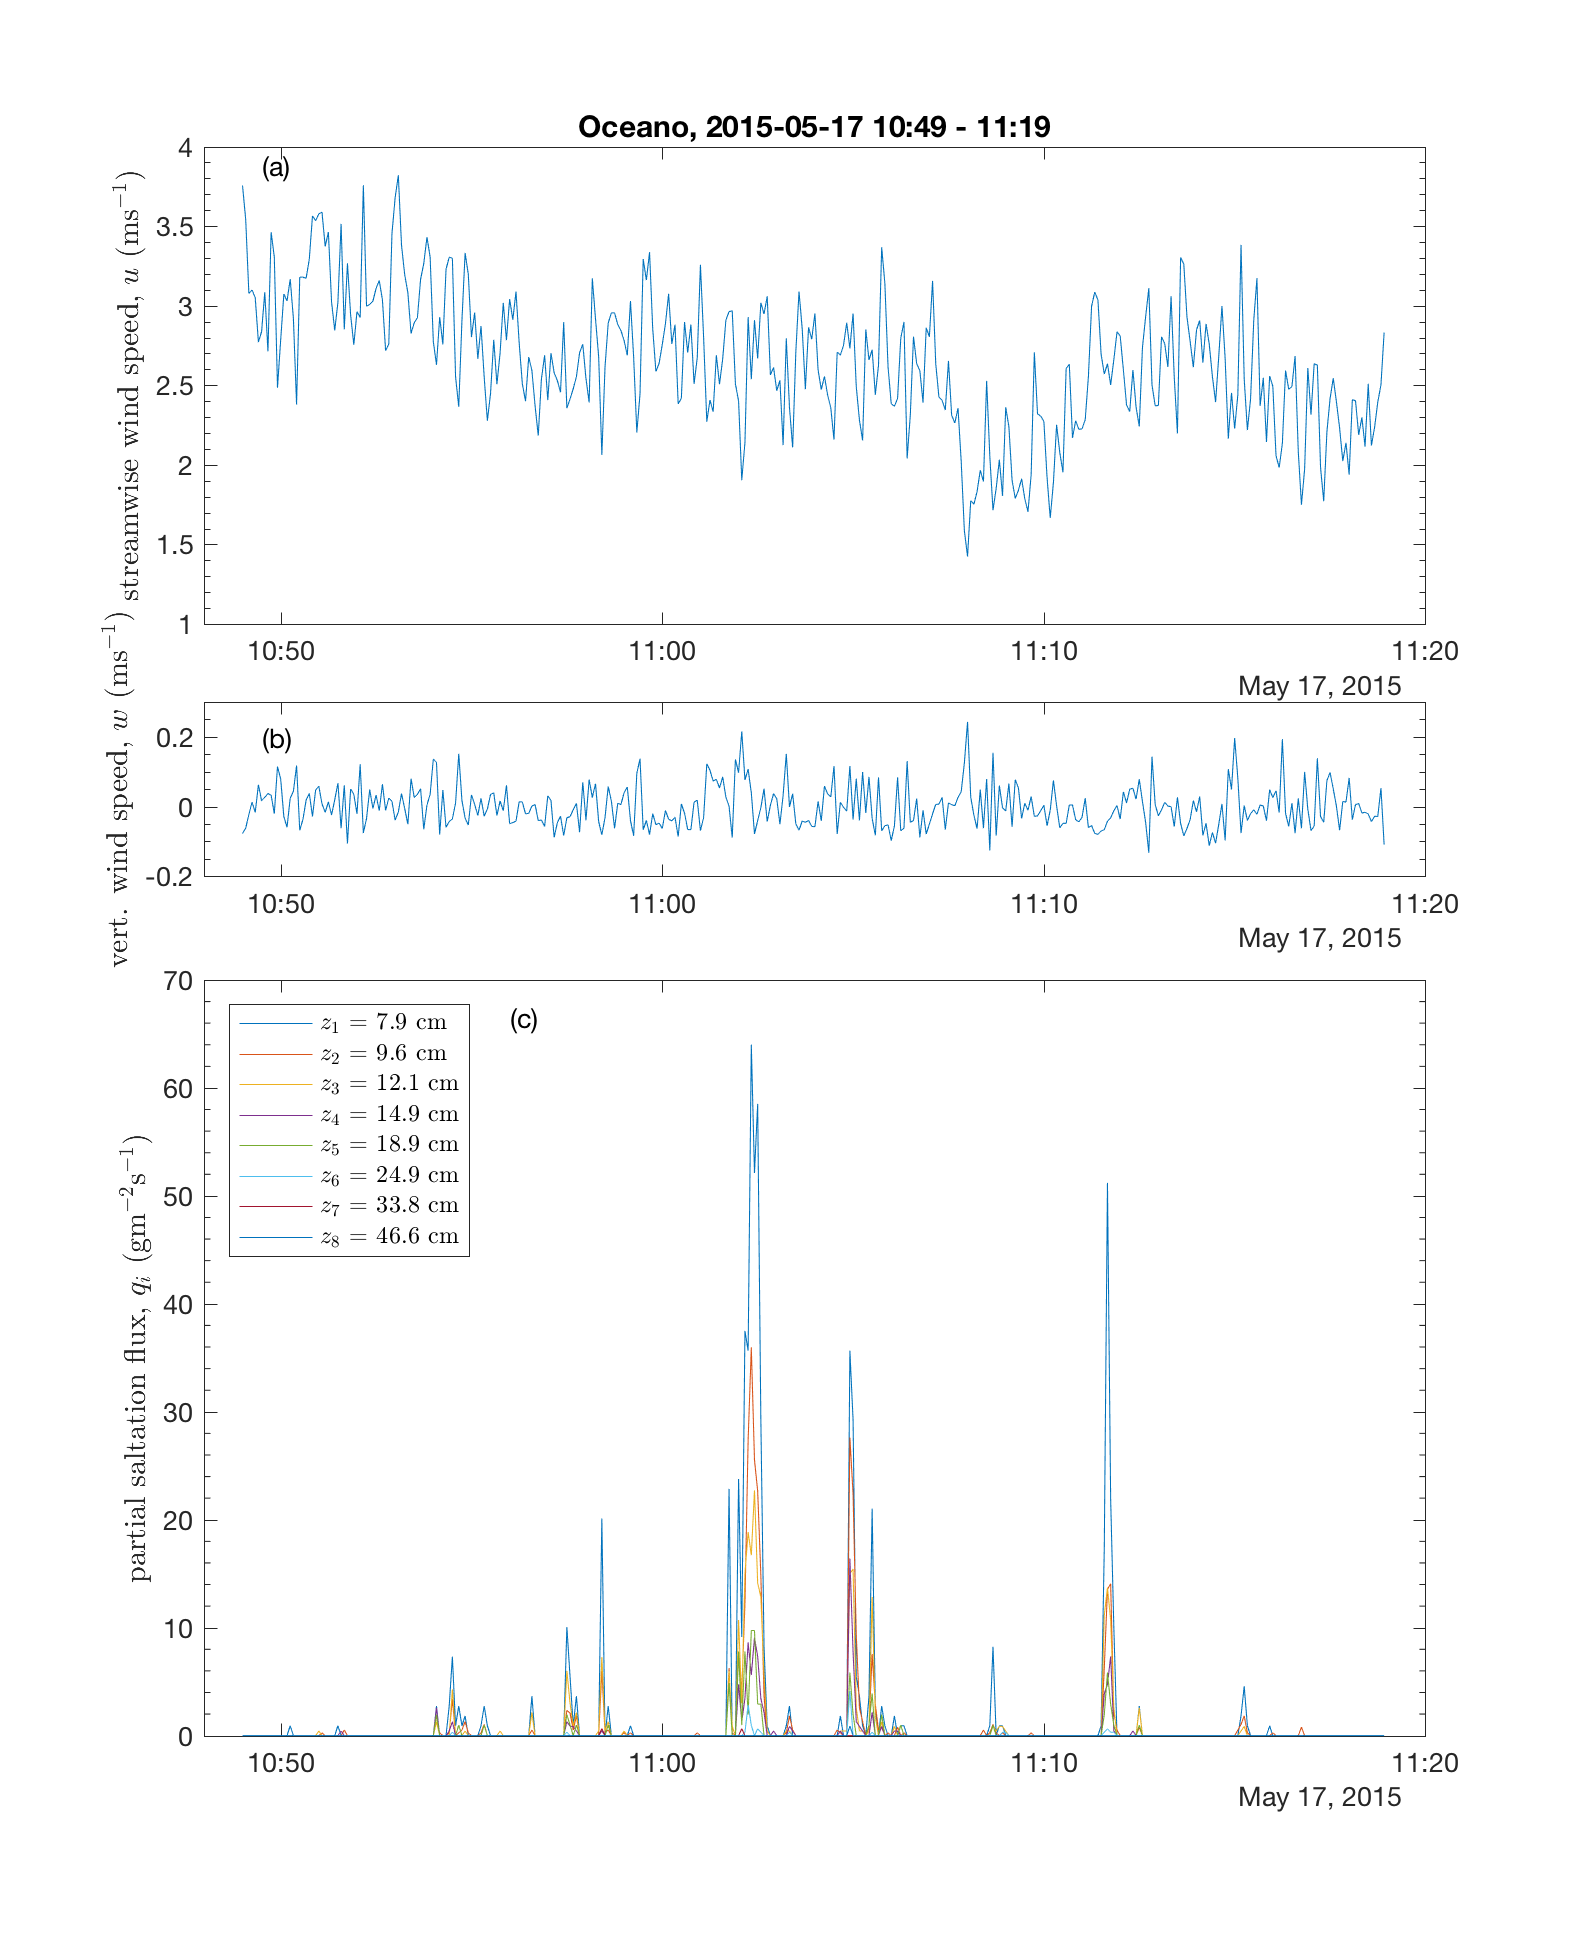 Oceano, 2015-05-17 10:49 - 11:19
(a)
streamwise wind speed, u (ms⁻¹)
4
3.5
3
2.5
2
1.5
1
10:50 11:00 11:10 11:20
May 17, 2015
(b)
vert. wind speed, w (ms⁻¹)
0.2
0
-0.2
10:50 11:00 11:10 11:20
May 17, 2015
(c)
partial saltation flux, qᵢ (gm⁻²s⁻¹)
70
60
50
40
30
20
10
0
z₁ = 7.9 cm
z₂ = 9.6 cm
z₃ = 12.1 cm
z₄ = 14.9 cm
z₅ = 18.9 cm
z₆ = 24.9 cm
z₇ = 33.8 cm
z₈ = 46.6 cm
10:50 11:00 11:10 11:20
May 17, 2015